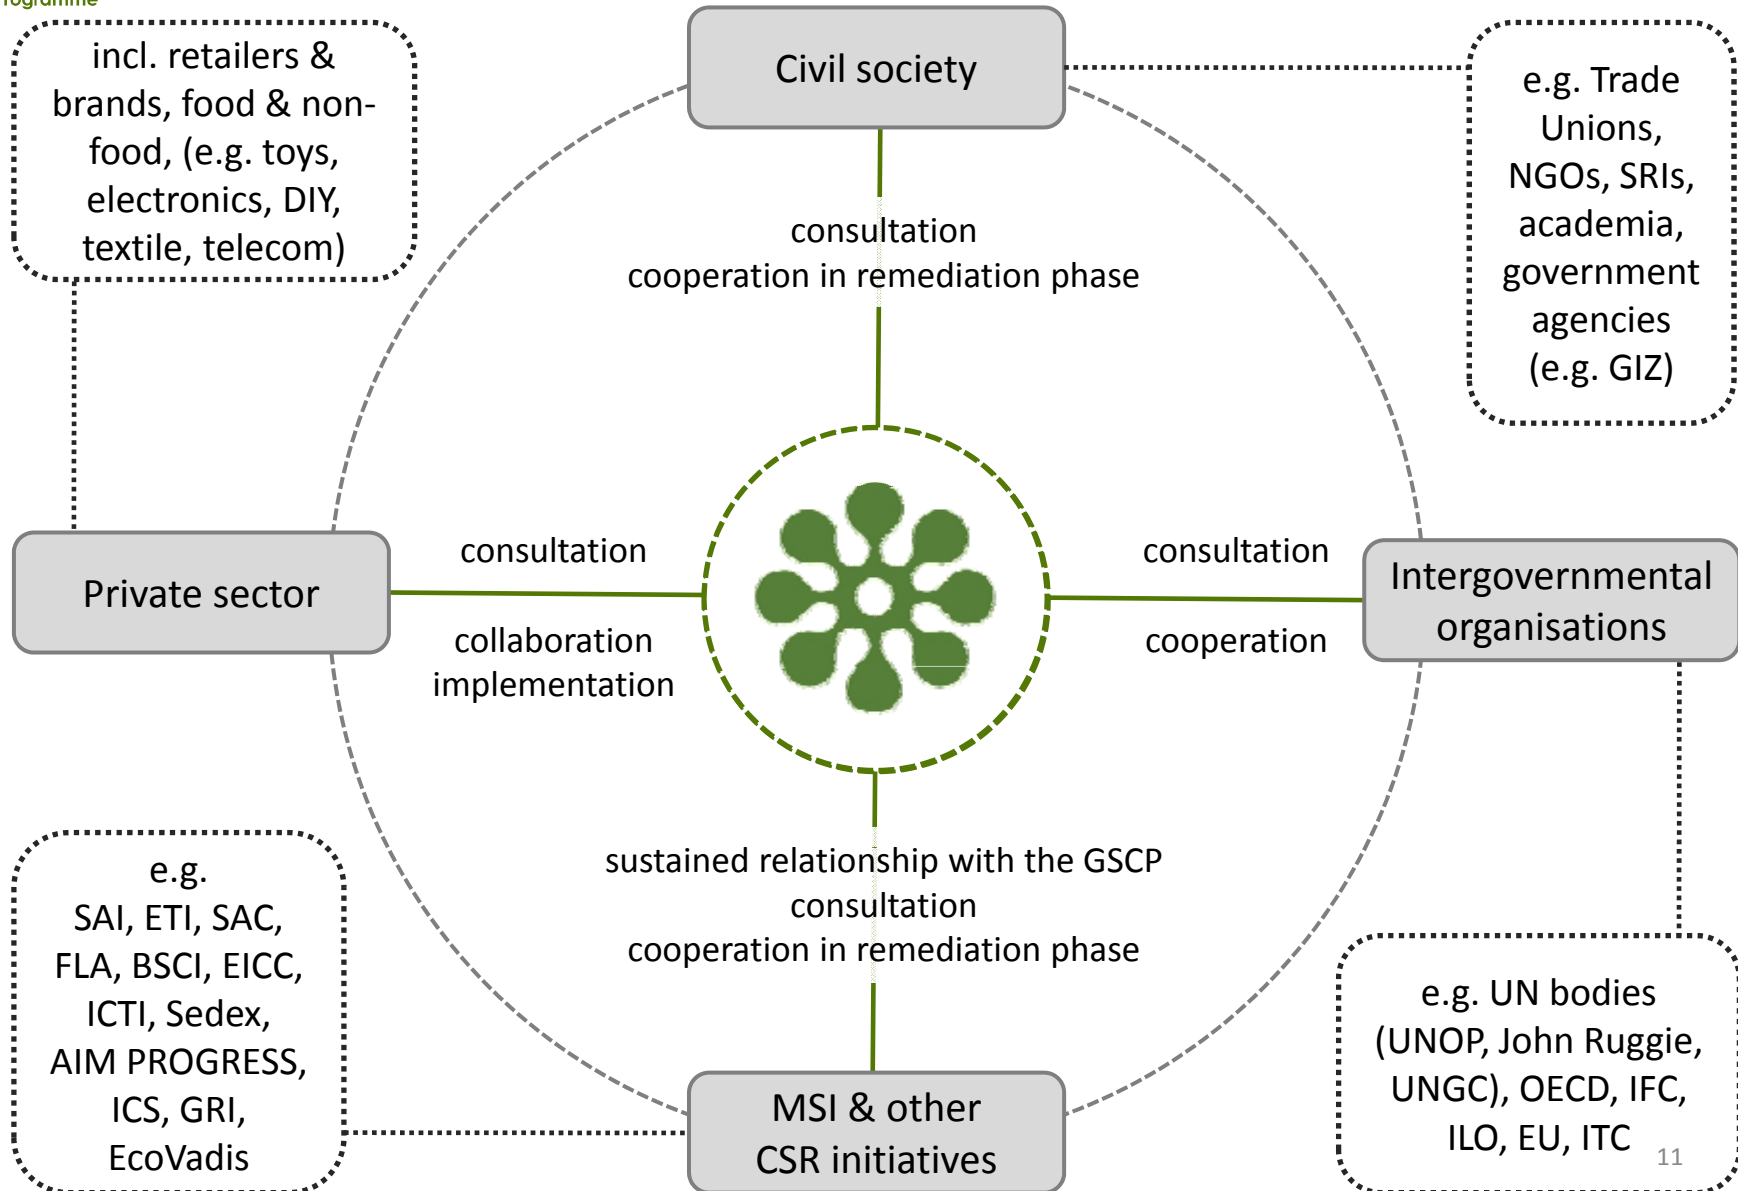 rogramme
incl. retailers &
brands, food & non-
food, (e.g. toys,
electronics, DIY,
textile, telecom)
Civil society
e.g. Trade
Unions,
NGOs, SRIs,
academia,
government
agencies
(e.g. GIZ)
consultation
cooperation in remediation phase
Private sector
consultation
collaboration
implementation
consultation
cooperation
Intergovernmental
organisations
sustained relationship with the GSCP
consultation
cooperation in remediation phase
e.g.
SAI, ETI, SAC,
FLA, BSCI, EICC,
ICTI, Sedex,
AIM PROGRESS,
ICS, GRI,
EcoVadis
MSI & other
CSR initiatives
e.g. UN bodies
(UNOP, John Ruggie,
UNGC), OECD, IFC,
ILO, EU, ITC
11